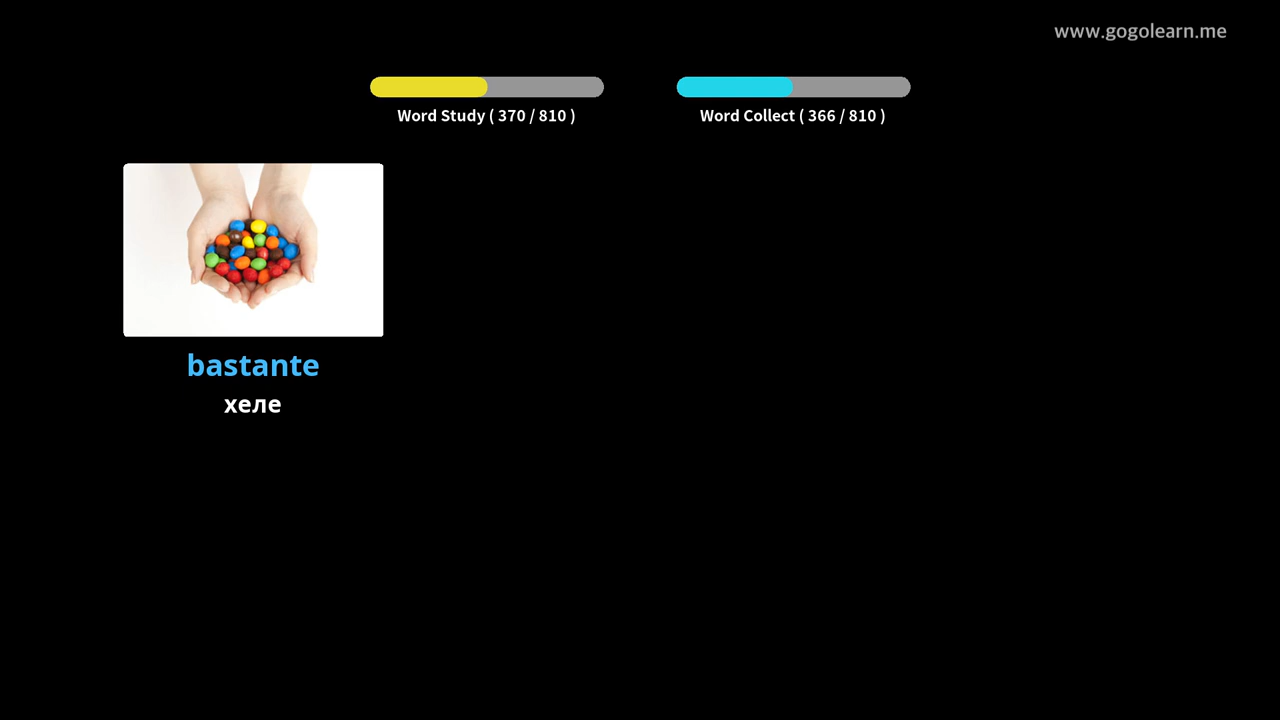 www.gogolearn.me
Word Study ( 370 / 810 )
Word Collect ( 366 / 810 )
bastante
хеле